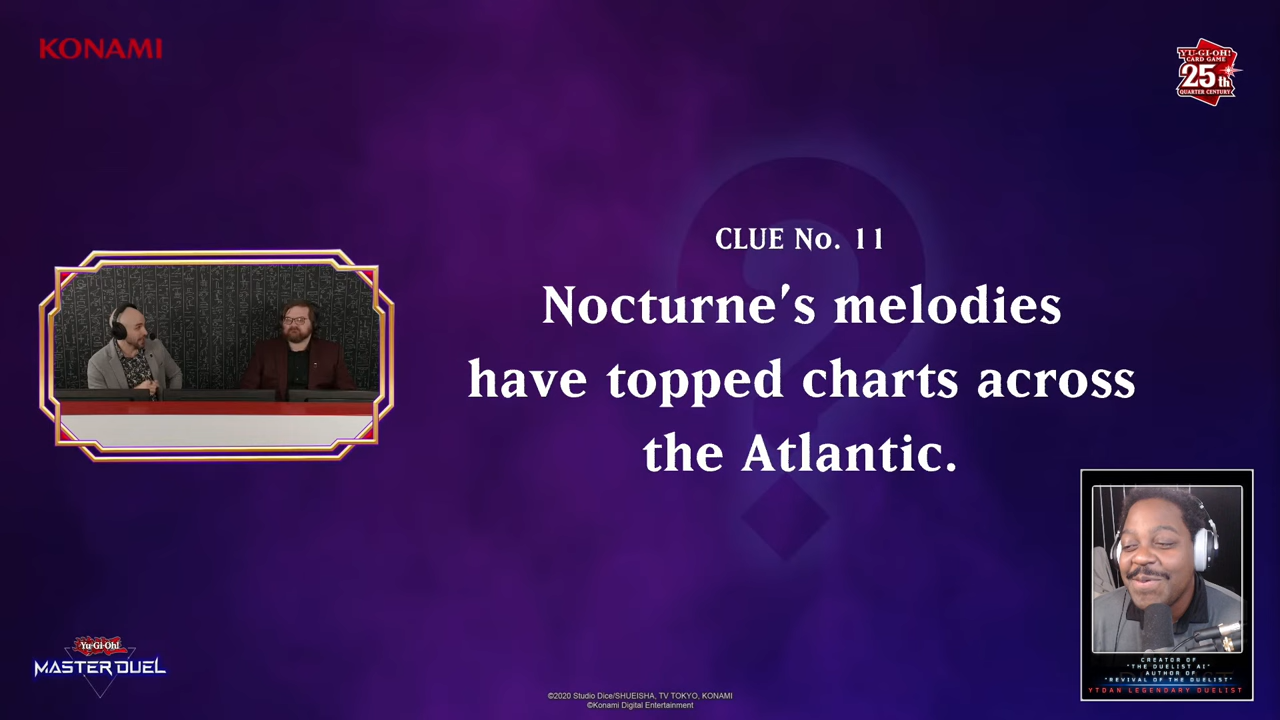 KONAMI
YU-GI-OH!
CARD GAME
25th
QUARTER CENTURY
CLUE No. 11
Nocturne's melodies
have topped charts across
the Atlantic.
Yu-Gi-Oh!
MASTER DUEL
CREATOR OF
"THE DUELIST AI"
AUTHOR OF
"REVIVAL OF THE DUELIST"
YTDAN LEGENDARY DUELIST
©2020 Studio Dice/SHUEISHA, TV TOKYO, KONAMI
©Konami Digital Entertainment